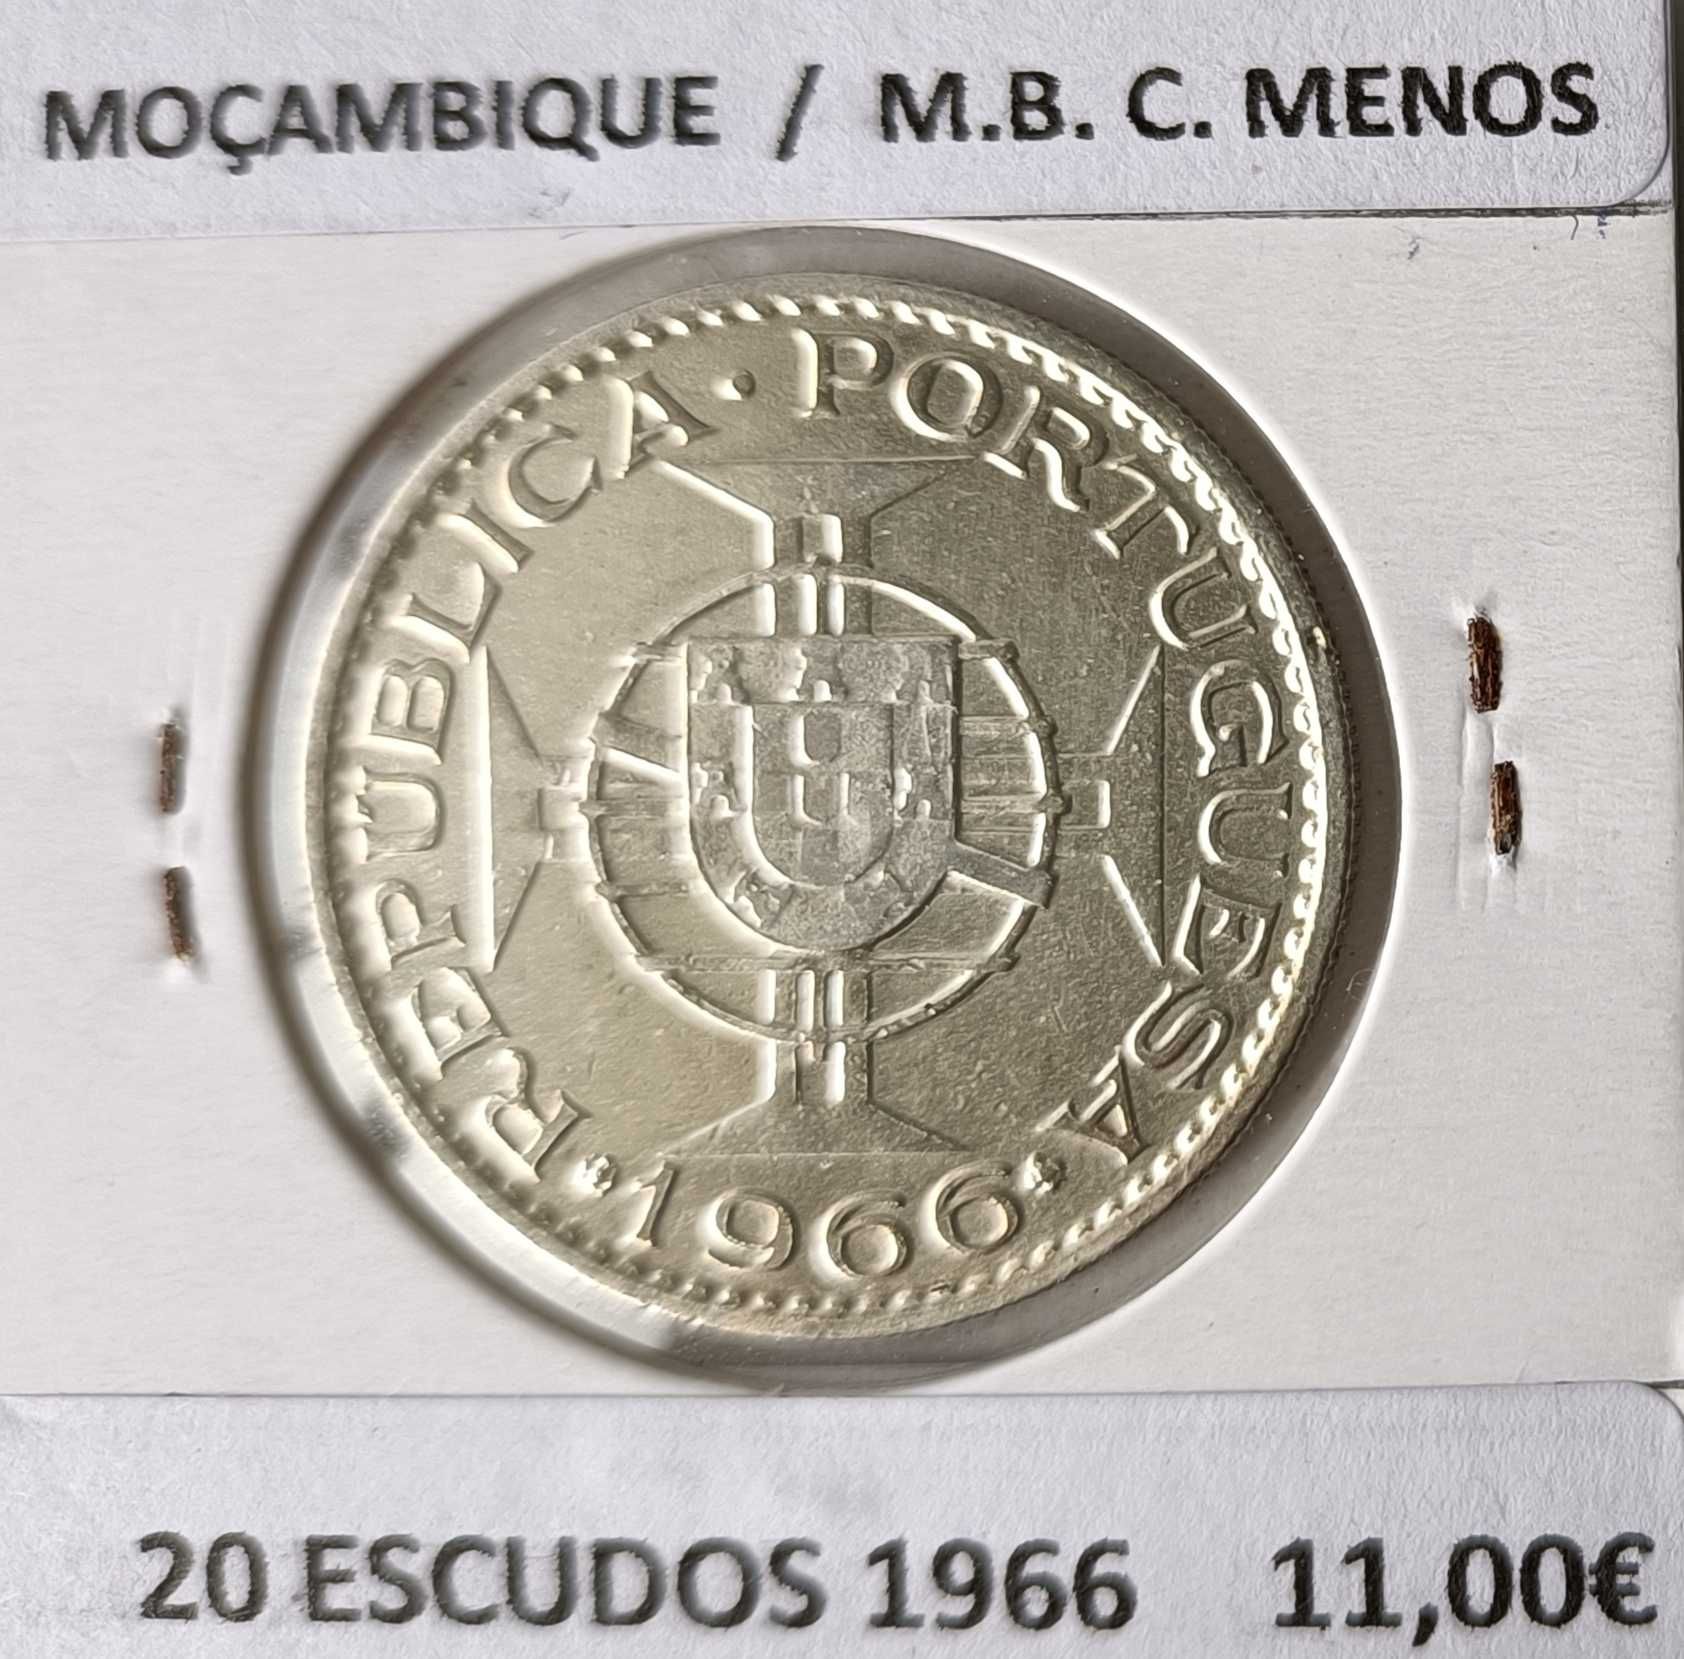 MOÇAMBIQUE / M.B. C. MENOS
REPUBLICA · PORTUGUESA
· 1966 ·
20 ESCUDOS 1966 11,00€